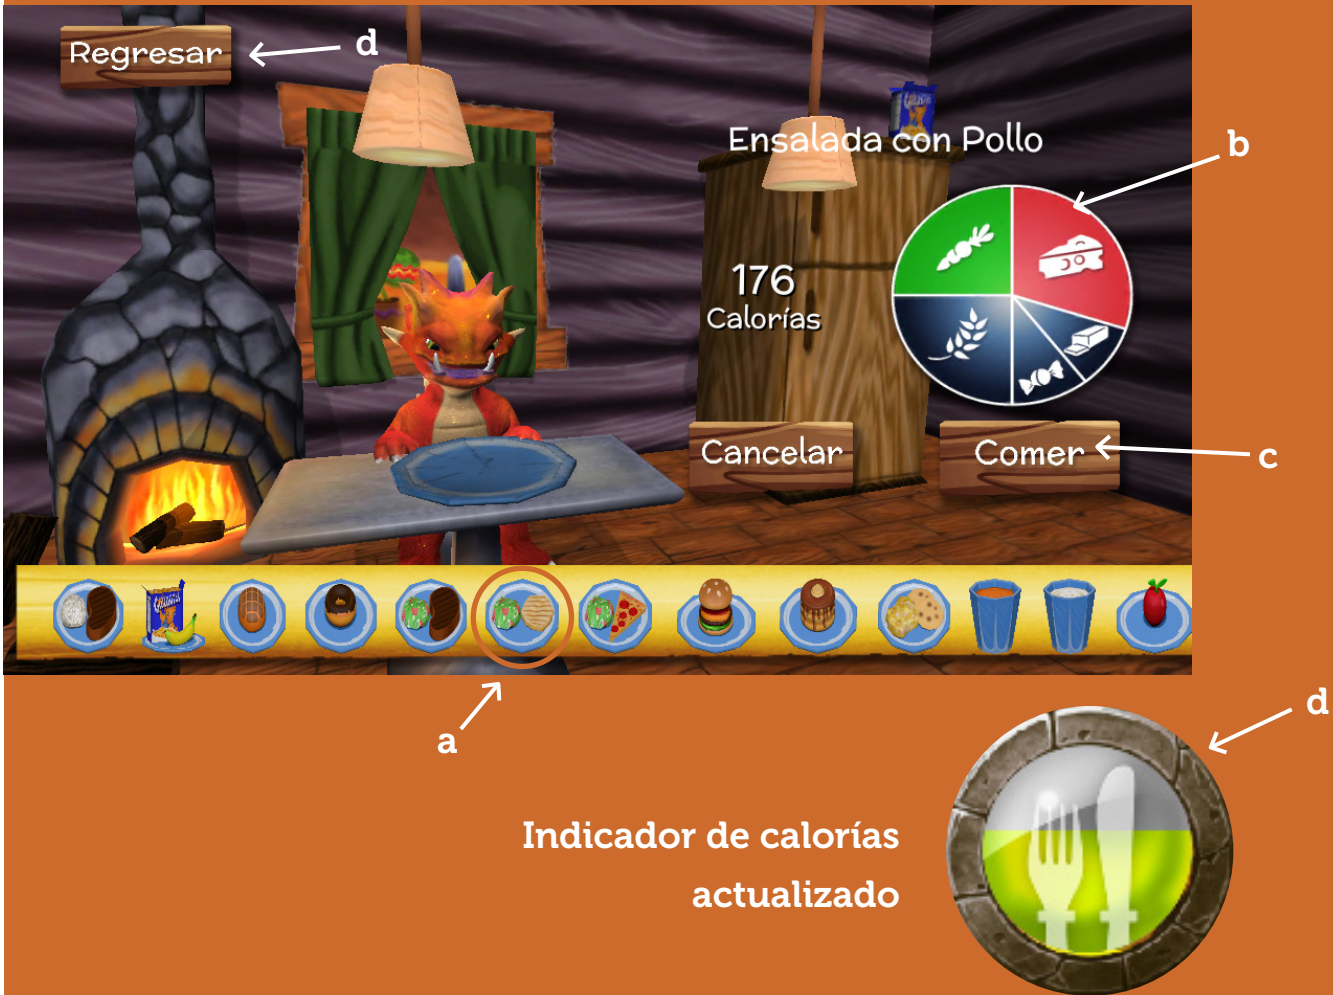 Regresar
d
Ensalada con Pollo
b
176
Calorías
Cancelar
Comer
c
a
d
Indicador de calorías
actualizado